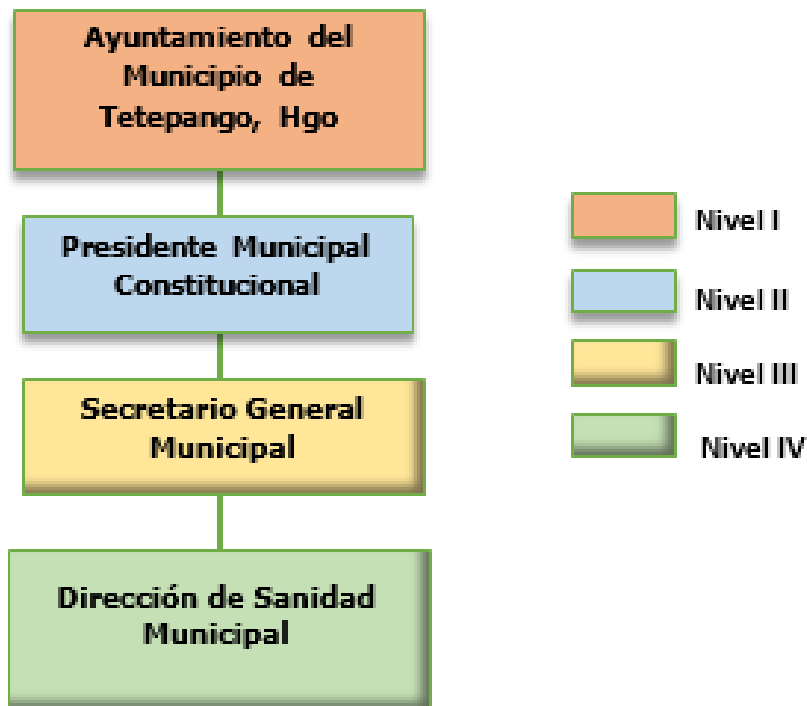 Ayuntamiento del
Municipio de
Tetepango, Hgo
Presidente Municipal
Constitucional
Secretario General
Municipal
Dirección de Sanidad
Municipal
Nivel I
Nivel II
Nivel III
Nivel IV